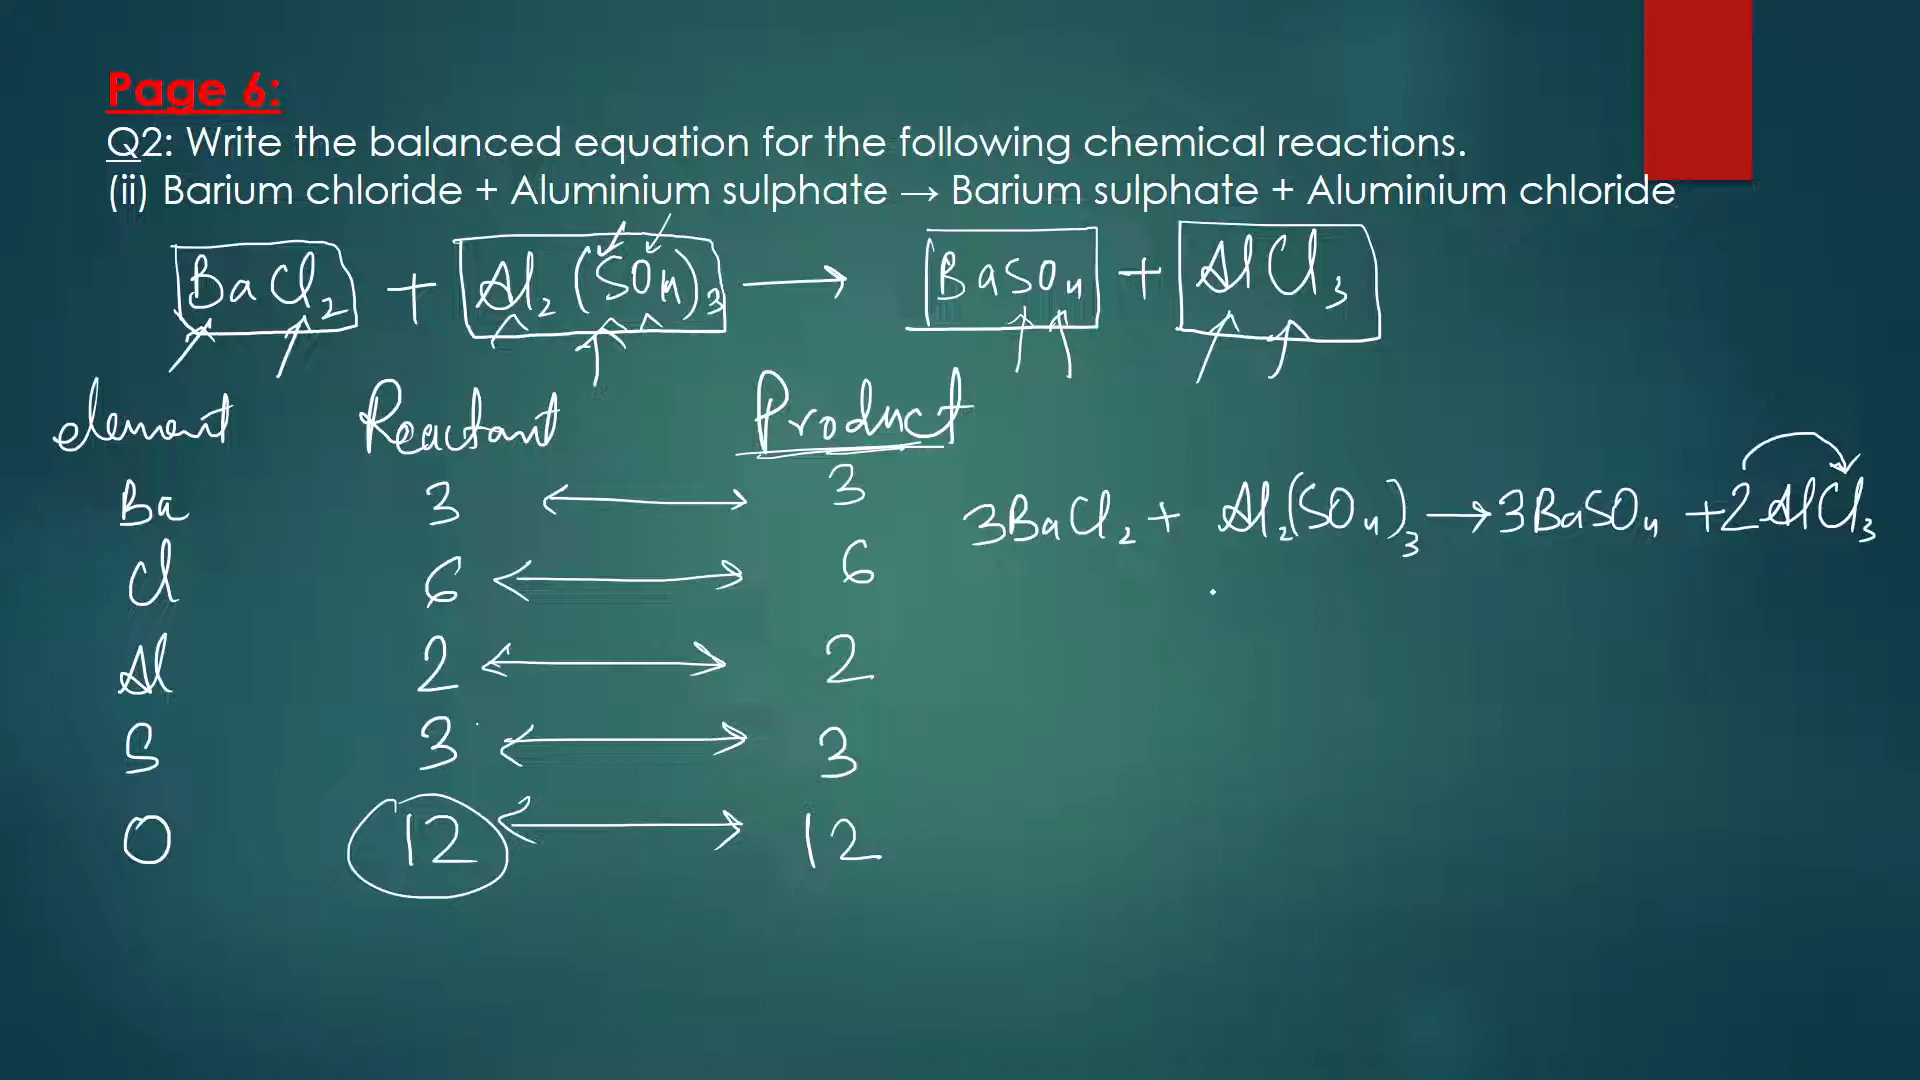 Page 6:
Q2: Write the balanced equation for the following chemical reactions.
(ii) Barium chloride + Aluminium sulphate → Barium sulphate + Aluminium chloride
BaCl₂ + Al₂(SO₄)₃ → BaSO₄ + AlCl₃
element Reactant Product
Ba 3 ↔ 3
Cl 6 ↔ 6
Al 2 ↔ 2
S 3 ↔ 3
O 12 ↔ 12
3BaCl₂ + Al₂(SO₄)₃ → 3BaSO₄ + 2AlCl₃